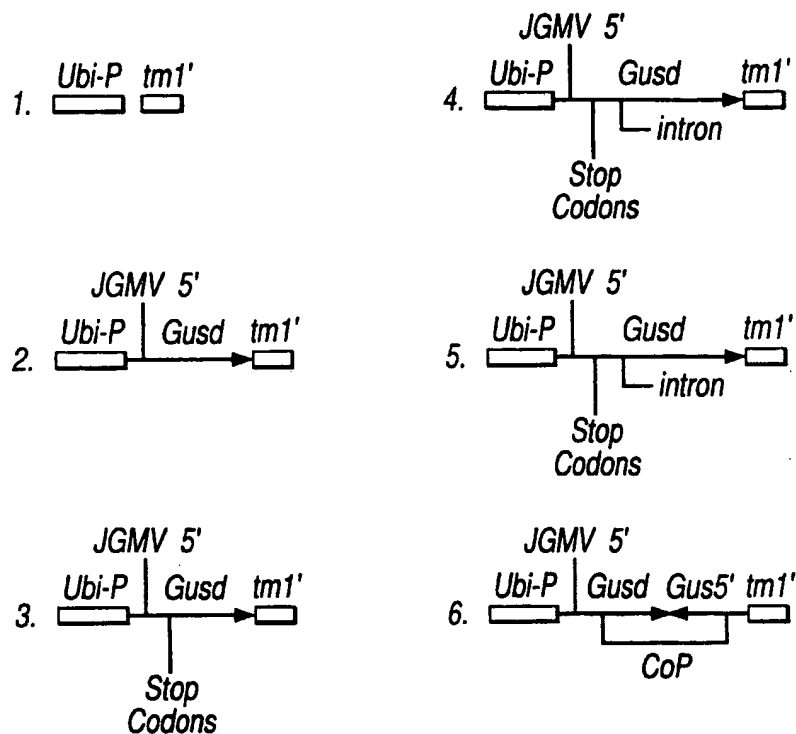 1. Ubi-P tm1'
2. JGMV 5'
Ubi-P Gusd tm1'
3. JGMV 5'
Ubi-P Gusd tm1'
Stop
Codons
4. JGMV 5'
Ubi-P Gusd tm1'
intron
Stop
Codons
5. JGMV 5'
Ubi-P Gusd tm1'
intron
Stop
Codons
6. JGMV 5'
Ubi-P Gusd Gus5' tm1'
CoP